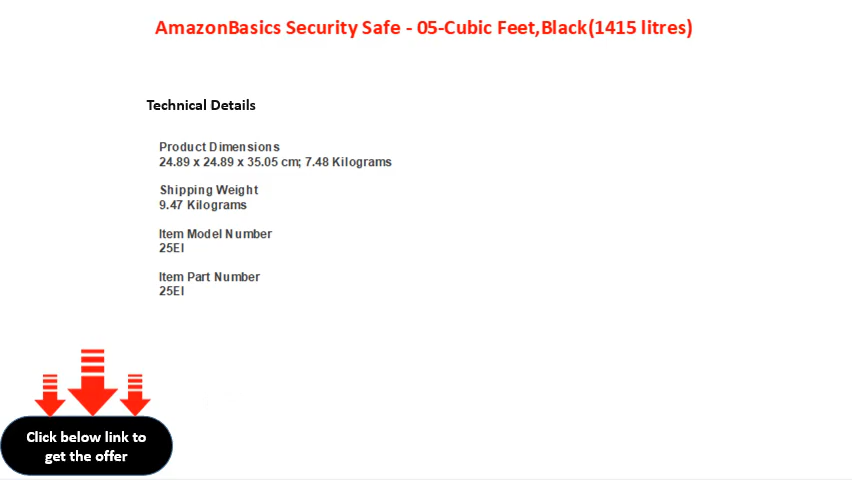 AmazonBasics Security Safe - 05-Cubic Feet,Black(1415 litres)
Technical Details
Product Dimensions
24.89 x 24.89 x 35.05 cm; 7.48 Kilograms
Shipping Weight
9.47 Kilograms
Item Model Number
25EI
Item Part Number
25EI
Click below link to
get the offer